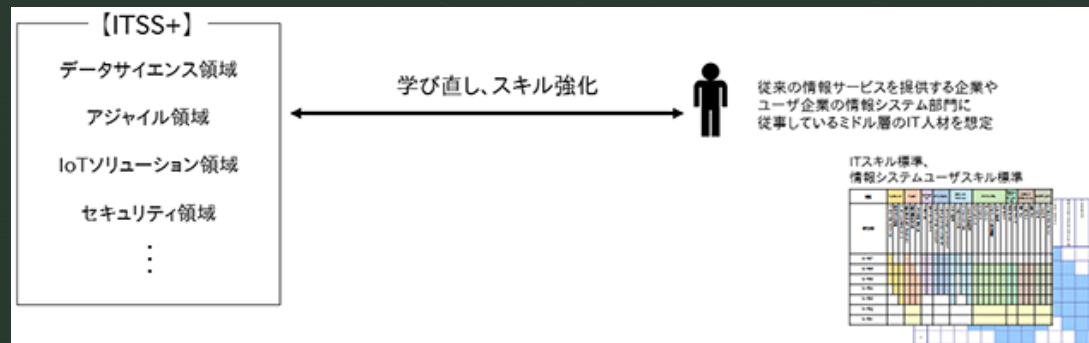 【ITSS+】
データサイエンス領域
アジャイル領域
IoTソリューション領域
セキュリティ領域
⋮
学び直し、スキル強化
従来の情報サービスを提供する企業や
ユーザ企業の情報システム部門に
従事しているミドル層のIT人材を想定
ITスキル標準、
情報システムユーザスキル標準